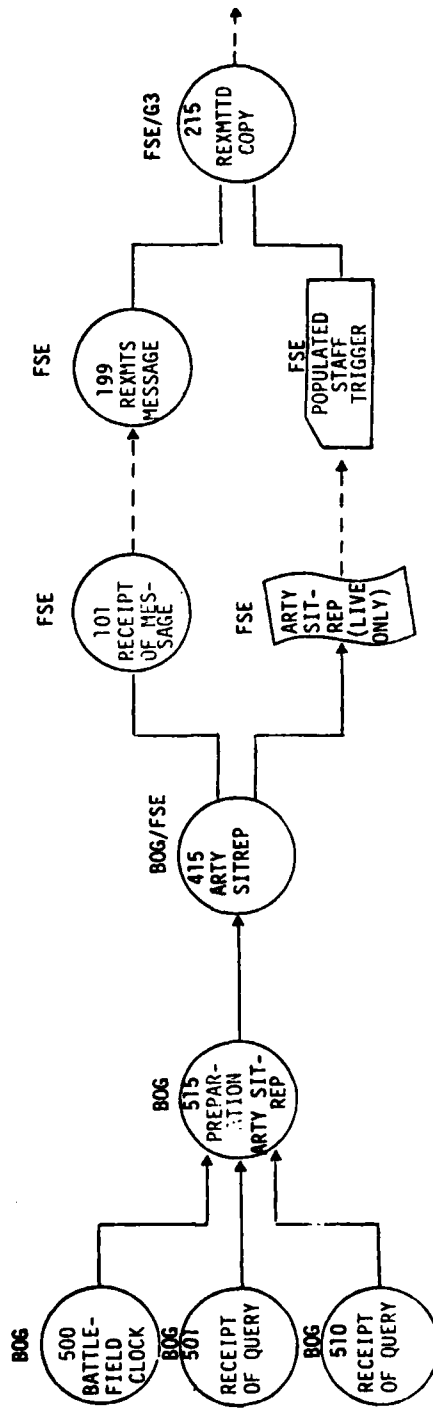 BOG
500
BATTLE-
FIELD
CLOCK
BOG
501
RECEIPT
OF QUERY
BOG
510
RECEIPT
OF QUERY
BOG
515
PREPAR-
ATION
ARTY SIT-
REP
BOG/FSE
415
ARTY
SITREP
FSE
101
RECEIPT
OF MES-
SAGE
FSE
ARTY
SIT-
REP
(LIVE
ONLY)
FSE
199
REXMTS
MESSAGE
FSE
POPULATED
STAFF
TRIGGER
FSE/G3
215
REXMTTD
COPY